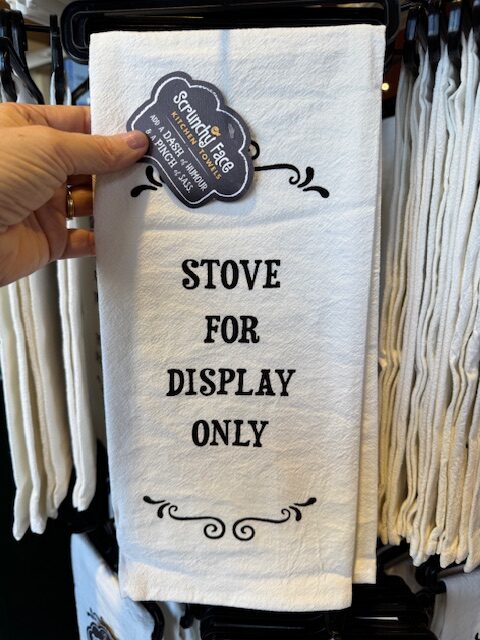 Scrunchy Face
KITCHEN TOWELS
ADD A DASH of HUMOUR
& A PINCH of SASS.
STOVE
FOR
DISPLAY
ONLY